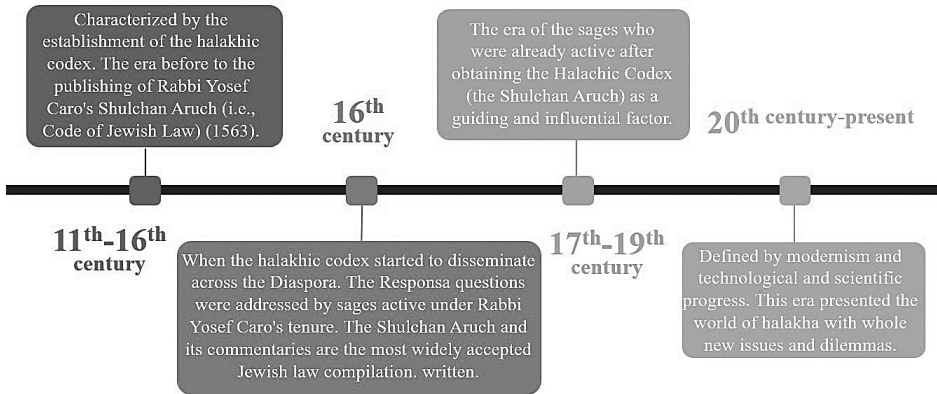 Characterized by the
establishment of the halakhic
codex. The era before to the
publishing of Rabbi Yosef
Caro's Shulchan Aruch (i.e.,
Code of Jewish Law) (1563).
11th-16th
century
16th
century
When the halakhic codex started to disseminate
across the Diaspora. The Responsa questions
were addressed by sages active under Rabbi
Yosef Caro's tenure. The Shulchan Aruch and
its commentaries are the most widely accepted
Jewish law compilation. written.
The era of the sages who
were already active after
obtaining the Halachic Codex
(the Shulchan Aruch) as a
guiding and influential factor.
17th-19th
century
20th century-present
Defined by modernism and
technological and scientific
progress. This era presented the
world of halakha with whole
new issues and dilemmas.